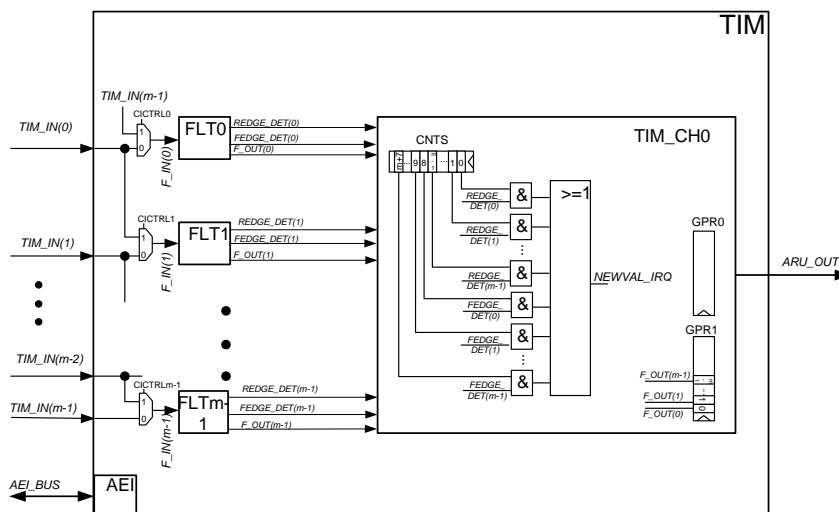 TIM
TIM_IN(m-1)
CICTRL0
TIM_IN(0)
1
0
F_IN(0)
FLT0
REDGE_DET(0)
FEDGE_DET(0)
F_OUT(0)
CICTRL1
TIM_IN(1)
1
0
F_IN(1)
FLT1
REDGE_DET(1)
FEDGE_DET(1)
F_OUT(1)
TIM_IN(m-2)
CICTRLm-1
TIM_IN(m-1)
1
0
F_IN(m-1)
FLTm-
1
REDGE_DET(m-1)
FEDGE_DET(m-1)
F_OUT(m-1)
AEI_BUS
AEI
TIM_CH0
CNTS
m+7 ... 9 8 ... 1 0
REDGE_
DET(0)
&
REDGE_
DET(1)
&
...
REDGE_
DET(m-1)
&
FEDGE_
DET(0)
&
FEDGE_
DET(1)
&
...
FEDGE_
DET(m-1)
&
>=1
NEWVAL_IRQ
GPR0
GPR1
F_OUT(m-1)
F_OUT(1)
F_OUT(0)
...
1
0
ARU_OUT